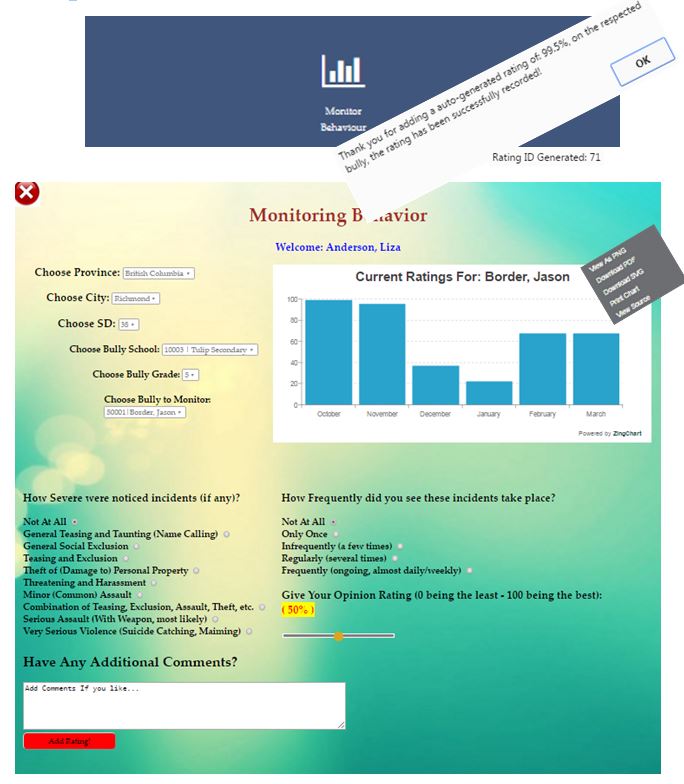 Monitor
Behaviour
Thank you for adding a auto-generated rating of: 99.5%, on the respected
bully, the rating has been successfully recorded!
OK
Rating ID Generated: 71
Monitoring Behavior
Welcome: Anderson, Liza
Choose Province: British Columbia
Choose City: Richmond
Choose SD: 38
Choose Bully School: 10003 | Tulip Secondary
Choose Bully Grade: 5
Choose Bully to Monitor:
50001|Border, Jason
Current Ratings For: Border, Jason
View As PNG
Download PDF
Download SVG
Print Chart
View Source
100
80
60
40
20
0
October November December January February March
Powered by ZingChart
How Severe were noticed incidents (if any)?
Not At All
General Teasing and Taunting (Name Calling)
General Social Exclusion
Teasing and Exclusion
Theft of (Damage to) Personal Property
Threatening and Harassment
Minor (Common) Assault
Combination of Teasing, Exclusion, Assault, Theft, etc.
Serious Assault (With Weapon, most likely)
Very Serious Violence (Suicide Catching, Maiming)
How Frequently did you see these incidents take place?
Not At All
Only Once
Infrequently (a few times)
Regularly (several times)
Frequently (ongoing, almost daily/weekly)
Give Your Opinion Rating (0 being the least - 100 being the best):
( 50% )
Have Any Additional Comments?
Add Comments If you like...
Add Rating!